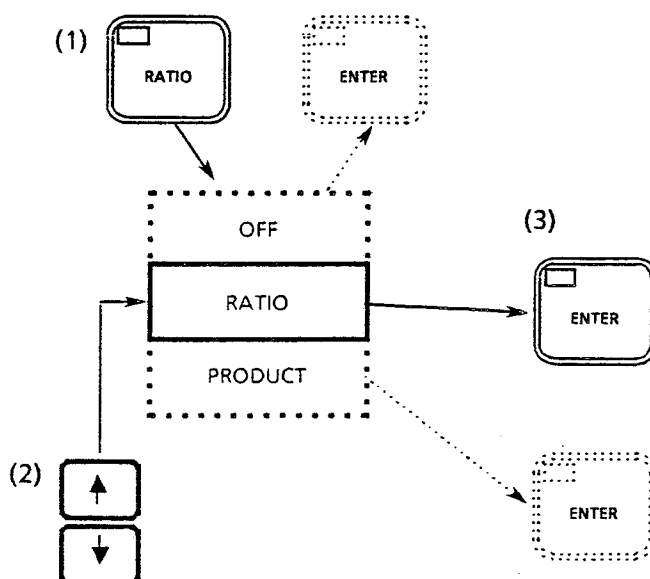 (1)
RATIO
ENTER
OFF
(3)
RATIO
ENTER
PRODUCT
(2)
ENTER